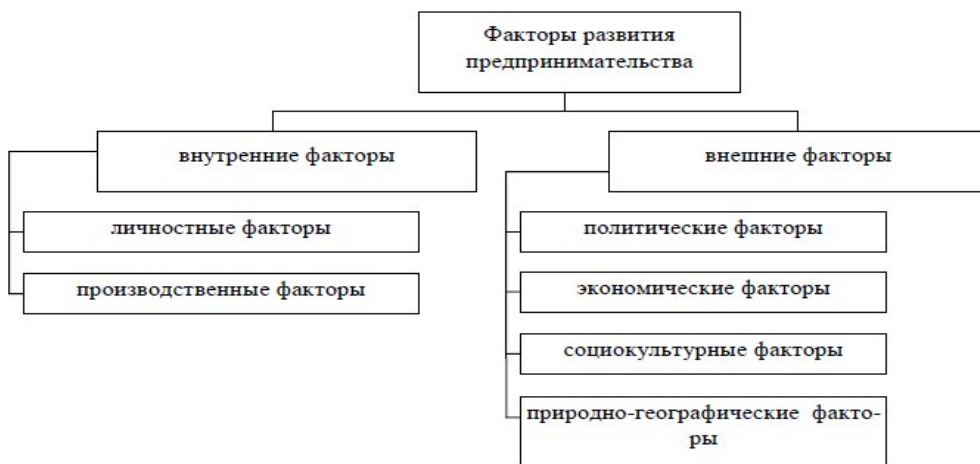 Факторы развития
предпринимательства
внутренние факторы
личностные факторы
производственные факторы
внешние факторы
политические факторы
экономические факторы
социокультурные факторы
природно-географические факто-
ры